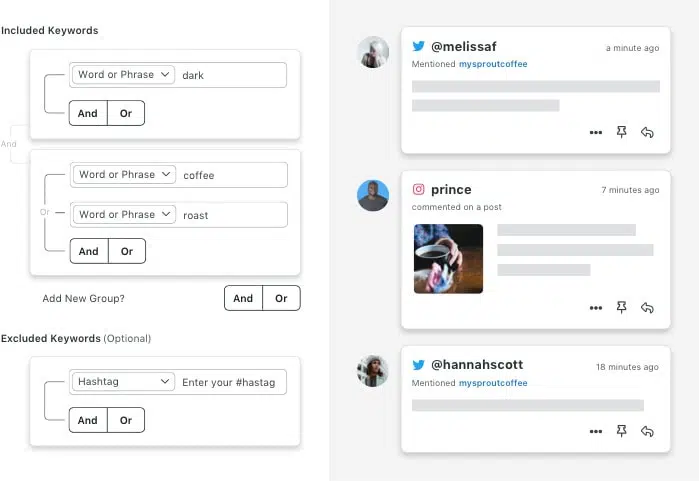 Included Keywords
Word or Phrase dark
And Or
And
Word or Phrase coffee
Or
Word or Phrase roast
And Or
Add New Group? And Or
Excluded Keywords (Optional)
Hashtag Enter your #hastag
And Or
@melissaf a minute ago
Mentioned mysproutcoffee
prince 7 minutes ago
commented on a post
@hannahscott 18 minutes ago
Mentioned mysproutcoffee